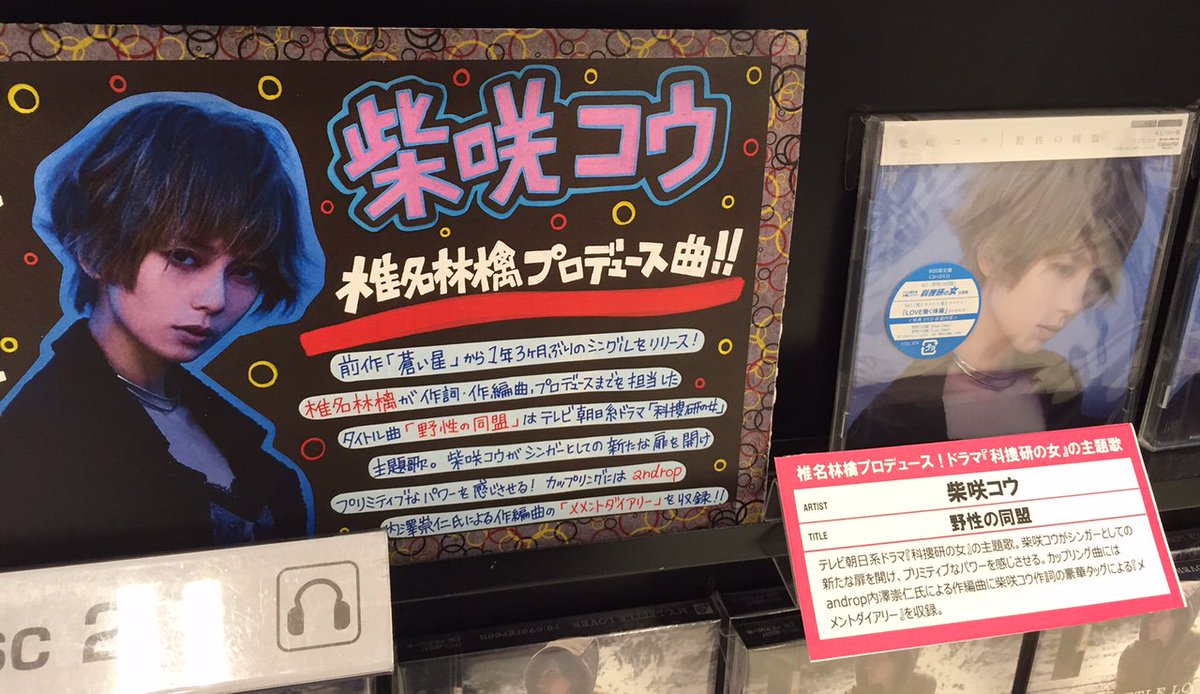 柴咲コウ
椎名林檎プロデュース曲!!
前作「蒼い星」から1年3ヶ月ぶりのシングルをリリース!
椎名林檎が作詞・作編曲、プロデュースまでを担当した
タイトル曲「野性の同盟」はテレビ朝日系ドラマ「科捜研の女」
主題歌。柴咲コウがシンガーとしての新たな扉を開け
プリミティブなパワーを感じさせる! カップリングには androp
内澤崇仁氏による作編曲の「メメントダイアリー」を収録!!
sc 2
柴咲コウ 野性の同盟
初回限定盤
CD+DVD
科捜研の女
「LOVE働く体操」
椎名林檎プロデュース!ドラマ『科捜研の女』の主題歌
ARTIST
柴咲コウ
TITLE
野性の同盟
テレビ朝日系ドラマ『科捜研の女』の主題歌。柴咲コウがシンガーとしての
新たな扉を開け、プリミティブなパワーを感じさせる。カップリング曲には
androp内澤崇仁氏による作編曲に柴咲コウ作詞の豪華タッグによる『メ
メントダイアリー』を収録。